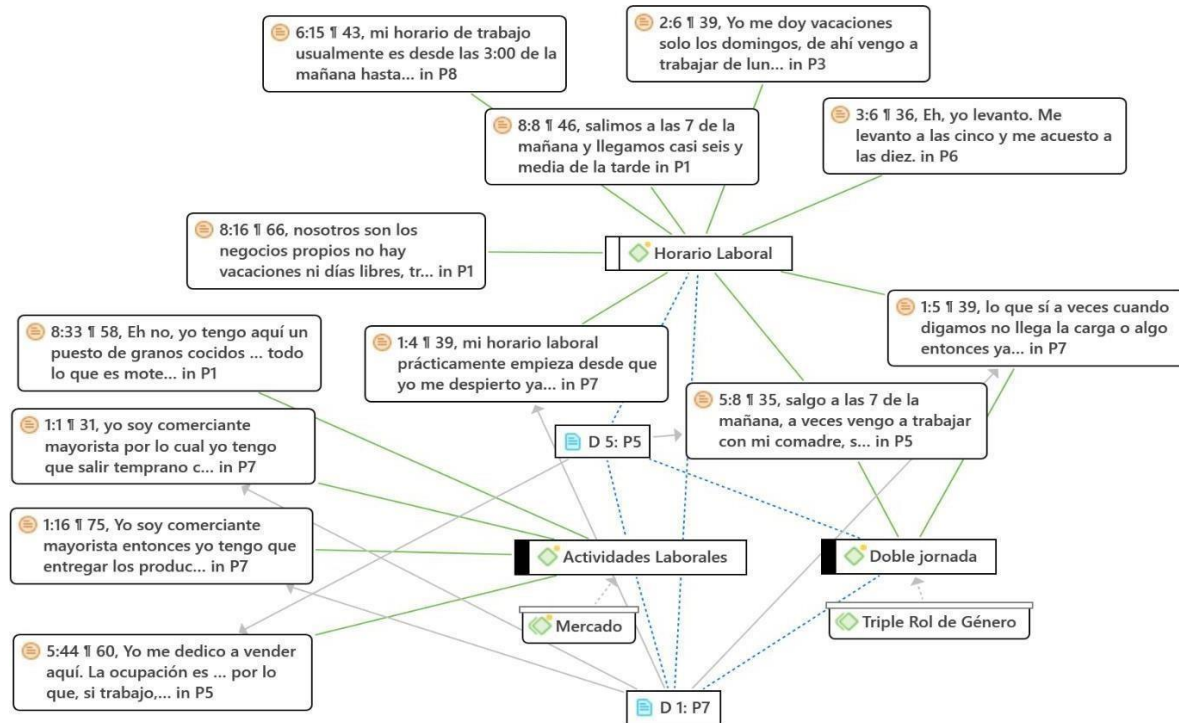 6:15 ¶ 43, mi horario de trabajo
usualmente es desde las 3:00 de la
mañana hasta... in P8
2:6 ¶ 39, Yo me doy vacaciones
solo los domingos, de ahí vengo a
trabajar de lun... in P3
8:8 ¶ 46, salimos a las 7 de la
mañana y llegamos casi seis y
media de la tarde in P1
3:6 ¶ 36, Eh, yo levanto. Me
levanto a las cinco y me acuesto a
las diez. in P6
8:16 ¶ 66, nosotros son los
negocios propios no hay
vacaciones ni días libres, tr... in P1
Horario Laboral
1:5 ¶ 39, lo que sí a veces cuando
digamos no llega la carga o algo
entonces ya... in P7
8:33 ¶ 58, Eh no, yo tengo aquí un
puesto de granos cocidos ... todo
lo que es mote... in P1
1:4 ¶ 39, mi horario laboral
prácticamente empieza desde que
yo me despierto ya... in P7
5:8 ¶ 35, salgo a las 7 de la
mañana, a veces vengo a trabajar
con mi comadre, s... in P5
1:1 ¶ 31, yo soy comerciante
mayorista por lo cual yo tengo
que salir temprano c... in P7
D 5: P5
1:16 ¶ 75, Yo soy comerciante
mayorista entonces yo tengo que
entregar los produc... in P7
Actividades Laborales
Doble jornada
Mercado
Triple Rol de Género
5:44 ¶ 60, Yo me dedico a vender
aquí. La ocupación es ... por lo
que, si trabajo,... in P5
D 1: P7